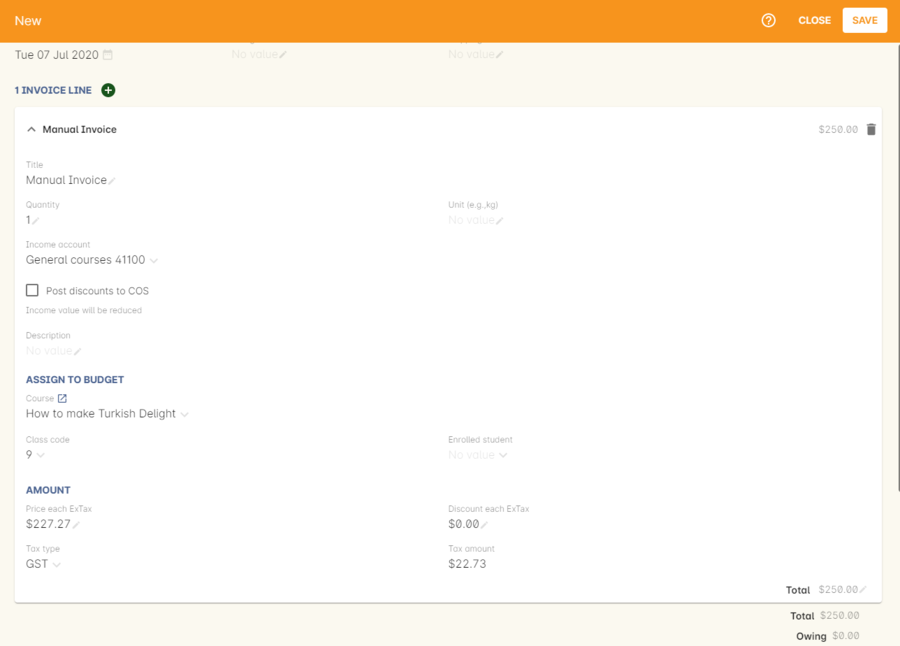 New
CLOSE SAVE
Tue 07 Jul 2020 No value No value
1 INVOICE LINE
Manual Invoice $250.00
Title
Manual Invoice
Quantity Unit (e.g.,kg)
1 No value
Income account
General courses 41100
Post discounts to COS
Income value will be reduced
Description
No value
ASSIGN TO BUDGET
Course
How to make Turkish Delight
Class code Enrolled student
9 No value
AMOUNT
Price each ExTax Discount each ExTax
$227.27 $0.00
Tax type Tax amount
GST $22.73
Total $250.00
Total $250.00
Owing $0.00